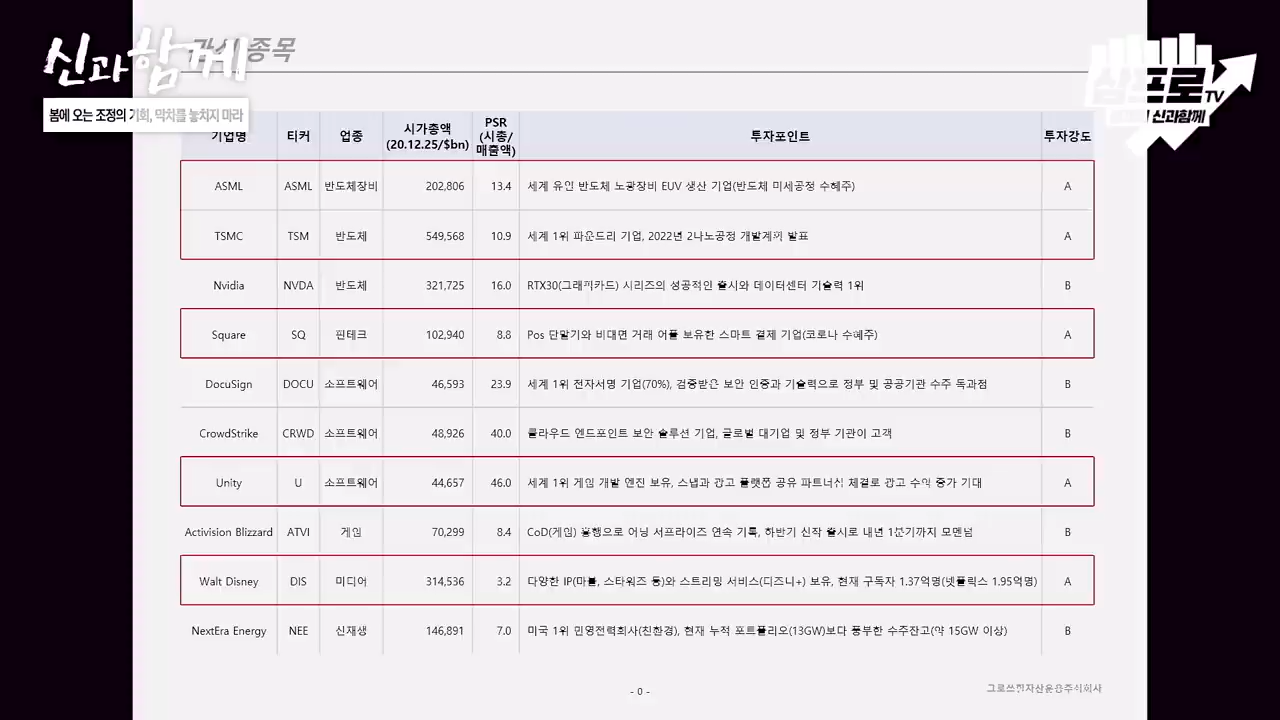 신과함께
종목
봄에 오는 조정의 기회, 막차를 놓치지 마라
프로TV
신과함께
기업명 티커 업종 시가총액 (20.12.25/$bn) PSR (시총/매출액) 투자포인트 투자강도
ASML ASML 반도체장비 202,806 13.4 세계 유일 반도체 노광장비 EUV 생산 기업(반도체 미세공정 수혜주) A
TSMC TSM 반도체 549,568 10.9 세계 1위 파운드리 기업, 2022년 2나노공정 개발계획 발표 A
Nvidia NVDA 반도체 321,725 16.0 RTX30(그래픽카드) 시리즈의 성공적인 출시와 데이터센터 기술력 1위 B
Square SQ 핀테크 102,940 8.8 Pos 단말기와 비대면 거래 어플 보유한 스마트 결제 기업(코로나 수혜주) A
DocuSign DOCU 소프트웨어 46,593 23.9 세계 1위 전자서명 기업(70%), 검증받은 보안 인증과 기술력으로 정부 및 공공기관 수주 독과점 B
CrowdStrike CRWD 소프트웨어 48,926 40.0 클라우드 엔드포인트 보안 솔루션 기업, 글로벌 대기업 및 정부 기관이 고객 B
Unity U 소프트웨어 44,657 46.0 세계 1위 게임 개발 엔진 보유, 스냅과 광고 플랫폼 공유 파트너십 체결로 광고 수익 증가 기대 A
Activision Blizzard ATVI 게임 70,299 8.4 CoD(게임) 흥행으로 어닝 서프라이즈 연속 기록, 하반기 신작 출시로 내년 1분기까지 모멘텀 B
Walt Disney DIS 미디어 314,536 3.2 다양한 IP(마블, 스타워즈 등)와 스트리밍 서비스(디즈니+) 보유, 현재 구독자 1.37억명(넷플릭스 1.95억명) A
NextEra Energy NEE 신재생 146,891 7.0 미국 1위 민영전력회사(친환경), 현재 누적 포트폴리오(13GW)보다 풍부한 수주잔고(약 15GW 이상) B
- 0 -
그로쓰힐자산운용주식회사